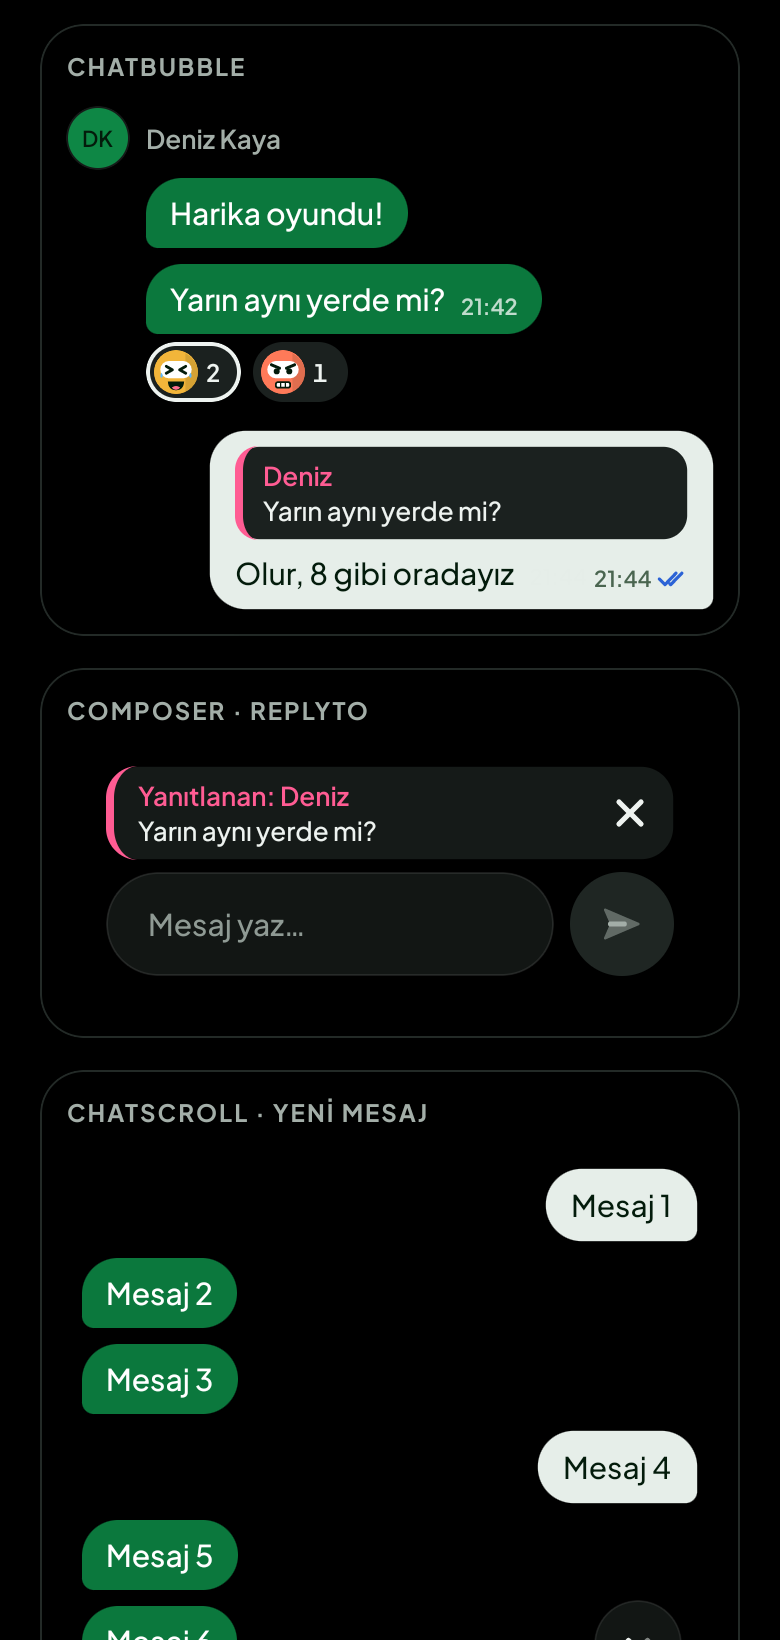 CHATBUBBLE
DK
Deniz Kaya
Harika oyundu!
Yarın aynı yerde mi? 21:42
2
1
Deniz
Yarın aynı yerde mi?
Olur, 8 gibi oradayız 21:44
COMPOSER · REPLYTO
Yanıtlanan: Deniz
Yarın aynı yerde mi?
Mesaj yaz...
CHATSCROLL · YENİ MESAJ
Mesaj 1
Mesaj 2
Mesaj 3
Mesaj 4
Mesaj 5
Mesaj